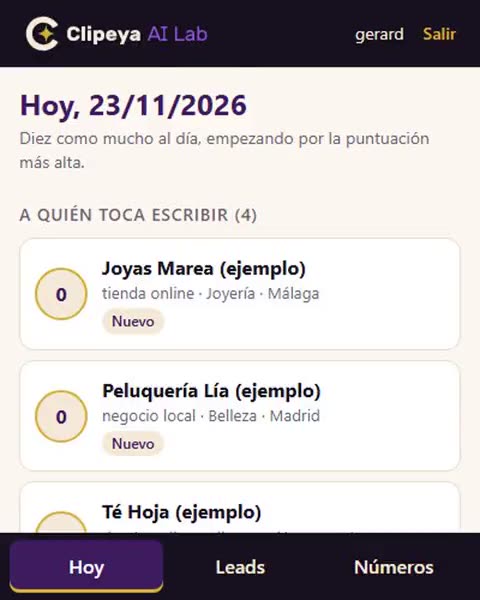 Clipeya AI Lab
gerard
Salir
Hoy, 23/11/2026
Diez como mucho al día, empezando por la puntuación
más alta.
A QUIÉN TOCA ESCRIBIR (4)
0
Joyas Marea (ejemplo)
tienda online · Joyería · Málaga
Nuevo
0
Peluquería Lía (ejemplo)
negocio local · Belleza · Madrid
Nuevo
Té Hoja (ejemplo)
Hoy
Leads
Números